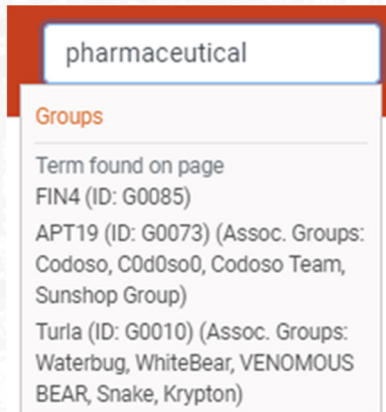 pharmaceutical
Groups
Term found on page
FIN4 (ID: G0085)
APT19 (ID: G0073) (Assoc. Groups:
Codoso, C0d0so0, Codoso Team,
Sunshop Group)
Turla (ID: G0010) (Assoc. Groups:
Waterbug, WhiteBear, VENOMOUS
BEAR, Snake, Krypton)